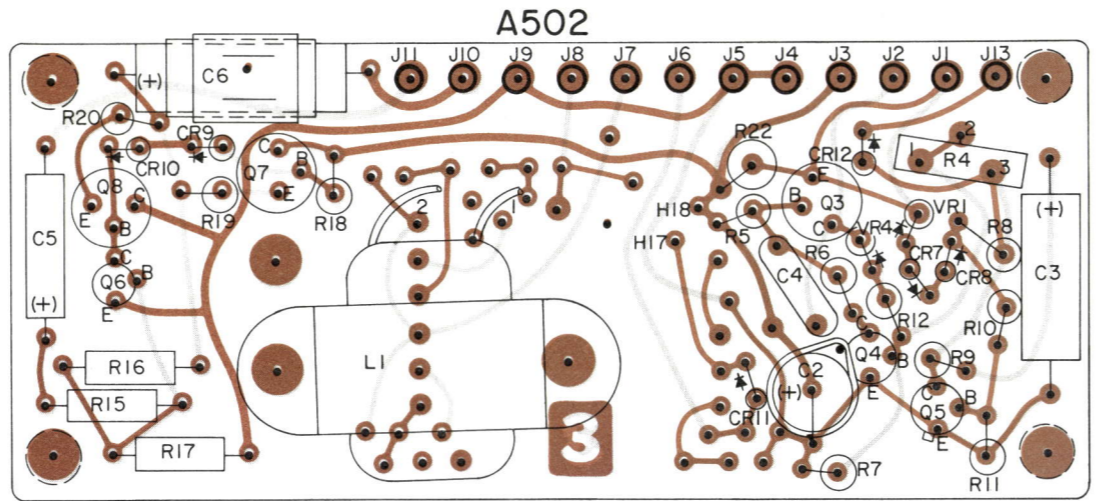 A502
J11 J10 J9 J8 J7 J6 J5 J4 J3 J2 J1 J13
(+) C6
R20 CR9 CR10
Q7 C B E R18
R22 CR12 1 R4 2 3
Q8 C E B R19
2 1
H18 R5 B E Q3 C VR4 VR1 R8
C5 (+)
H17 R6 C4 CR7 CR8 (+) C3
Q6 C B E
R12 R10
R16 L1
C2 (+) C Q4 B E R9
R15 CR11 Q5 B E C
R17 3 R7 R11